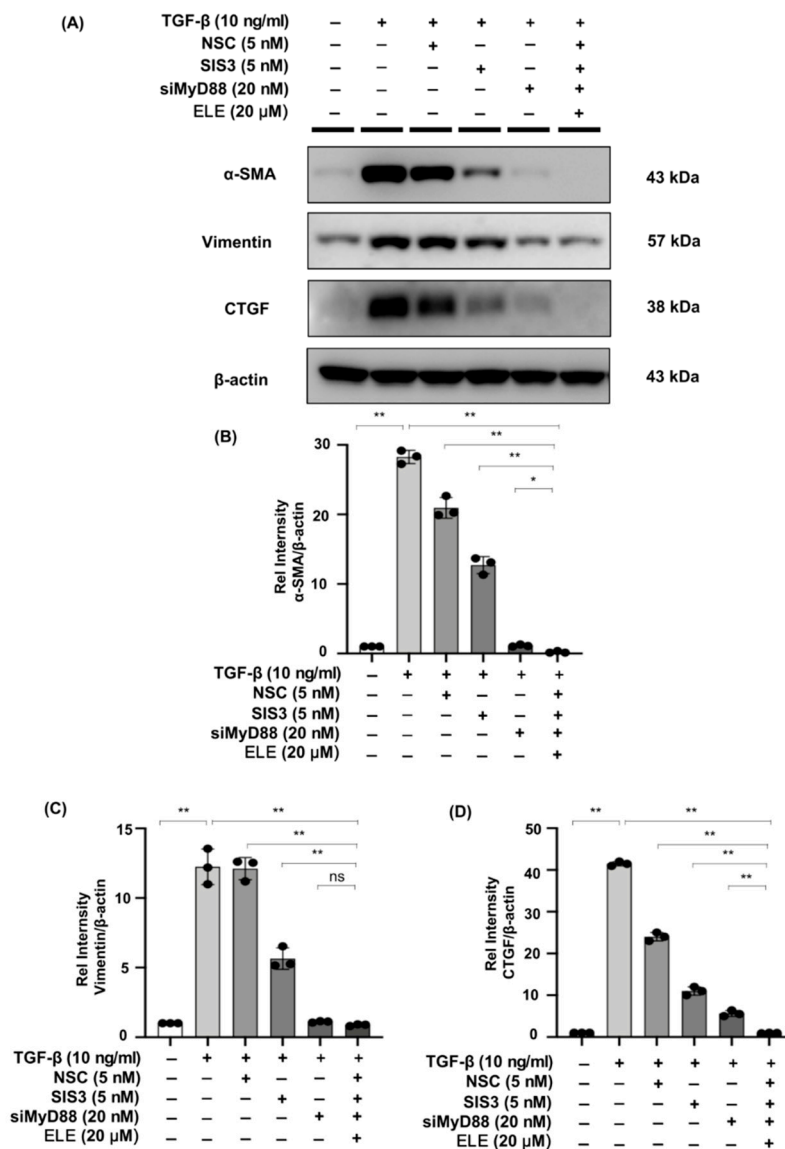 (A)
TGF-β (10 ng/ml) – + + + + +
NSC (5 nM) – – + – – +
SIS3 (5 nM) – – – + – +
siMyD88 (20 nM) – – – – + +
ELE (20 µM) – – – – – +
α-SMA 43 kDa
Vimentin 57 kDa
CTGF 38 kDa
β-actin 43 kDa
(B)
** **
**
**
*
Rel Internsity
α-SMA/β-actin
30
20
10
0
TGF-β (10 ng/ml) – + + + + +
NSC (5 nM) – – + – – +
SIS3 (5 nM) – – – + – +
siMyD88 (20 nM) – – – – + +
ELE (20 µM) – – – – – +
(C)
** **
**
**
ns
Rel Internsity
Vimentin/β-actin
15
10
5
0
TGF-β (10 ng/ml) – + + + + +
NSC (5 nM) – – + – – +
SIS3 (5 nM) – – – + – +
siMyD88 (20 nM) – – – – + +
ELE (20 µM) – – – – – +
(D)
** **
**
**
**
Rel Internsity
CTGF/β-actin
50
40
30
20
10
0
TGF-β (10 ng/ml) – + + + + +
NSC (5 nM) – – + – – +
SIS3 (5 nM) – – – + – +
siMyD88 (20 nM) – – – – + +
ELE (20 µM) – – – – – +